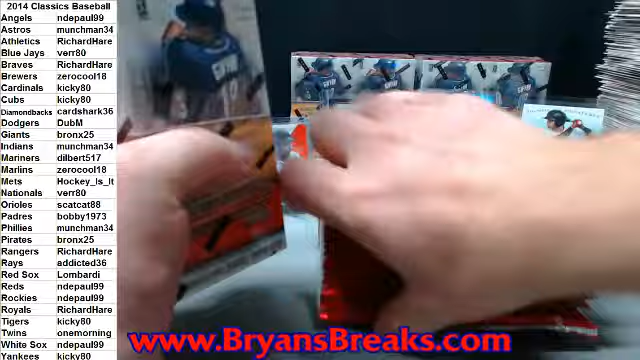 2014 Classics Baseball
Angels ndepaul99
Astros munchman34
Athletics RichardHare
Blue Jays verr80
Braves RichardHare
Brewers zerocool18
Cardinals kicky80
Cubs kicky80
Diamondbacks cardshark36
Dodgers DubM
Giants bronx25
Indians munchman34
Mariners dilbert517
Marlins zerocool18
Mets Hockey_Is_It
Nationals verr80
Orioles scatcat88
Padres bobby1973
Phillies munchman34
Pirates bronx25
Rangers RichardHare
Rays addicted36
Red Sox Lombardi
Reds ndepaul99
Rockies ndepaul99
Royals RichardHare
Tigers kicky80
Twins onemorning
White Sox ndepaul99
Yankees kicky80
www.BryansBreaks.com